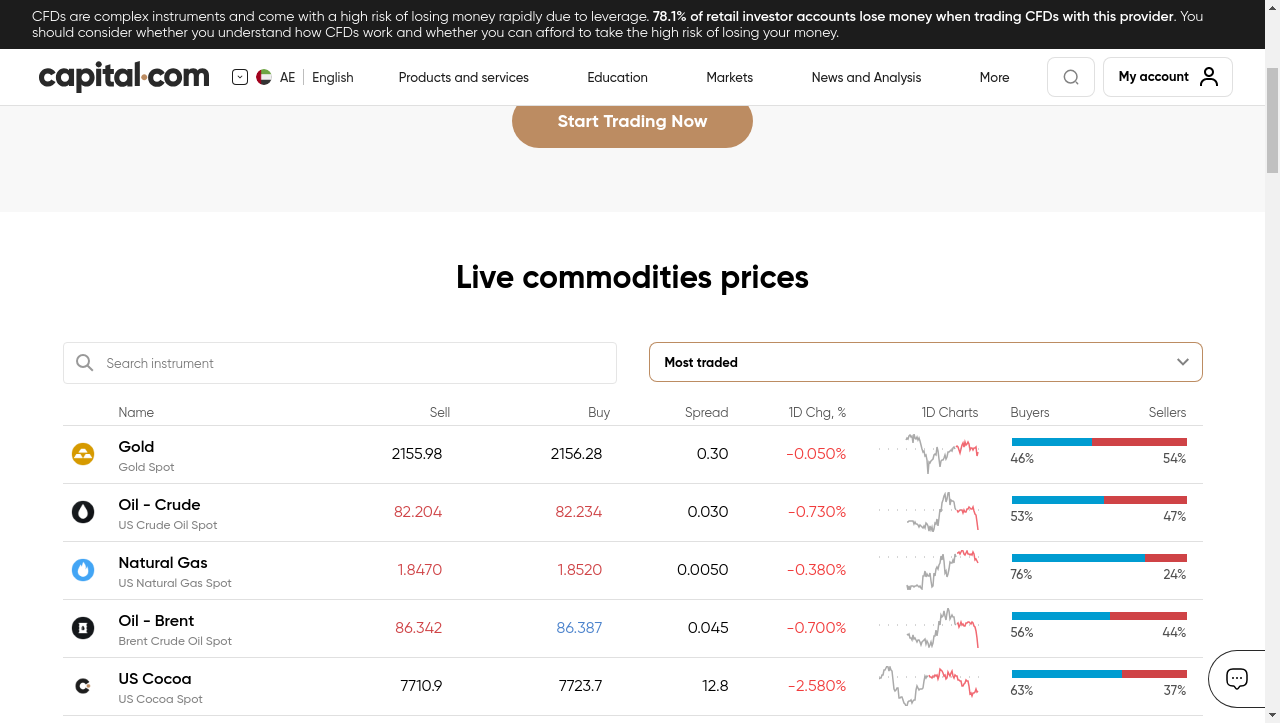 CFDs are complex instruments and come with a high risk of losing money rapidly due to leverage. 78.1% of retail investor accounts lose money when trading CFDs with this provider. You
should consider whether you understand how CFDs work and whether you can afford to take the high risk of losing your money.
capital.com AE English Products and services Education Markets News and Analysis More My account
Start Trading Now
Live commodities prices
Search instrument Most traded
Name Sell Buy Spread 1D Chg, % 1D Charts Buyers Sellers
Gold 2155.98 2156.28 0.30 -0.050%
Gold Spot 46% 54%
Oil - Crude 82.204 82.234 0.030 -0.730%
US Crude Oil Spot 53% 47%
Natural Gas 1.8470 1.8520 0.0050 -0.380%
US Natural Gas Spot 76% 24%
Oil - Brent 86.342 86.387 0.045 -0.700%
Brent Crude Oil Spot 56% 44%
US Cocoa 7710.9 7723.7 12.8 -2.580%
US Cocoa Spot 63% 37%